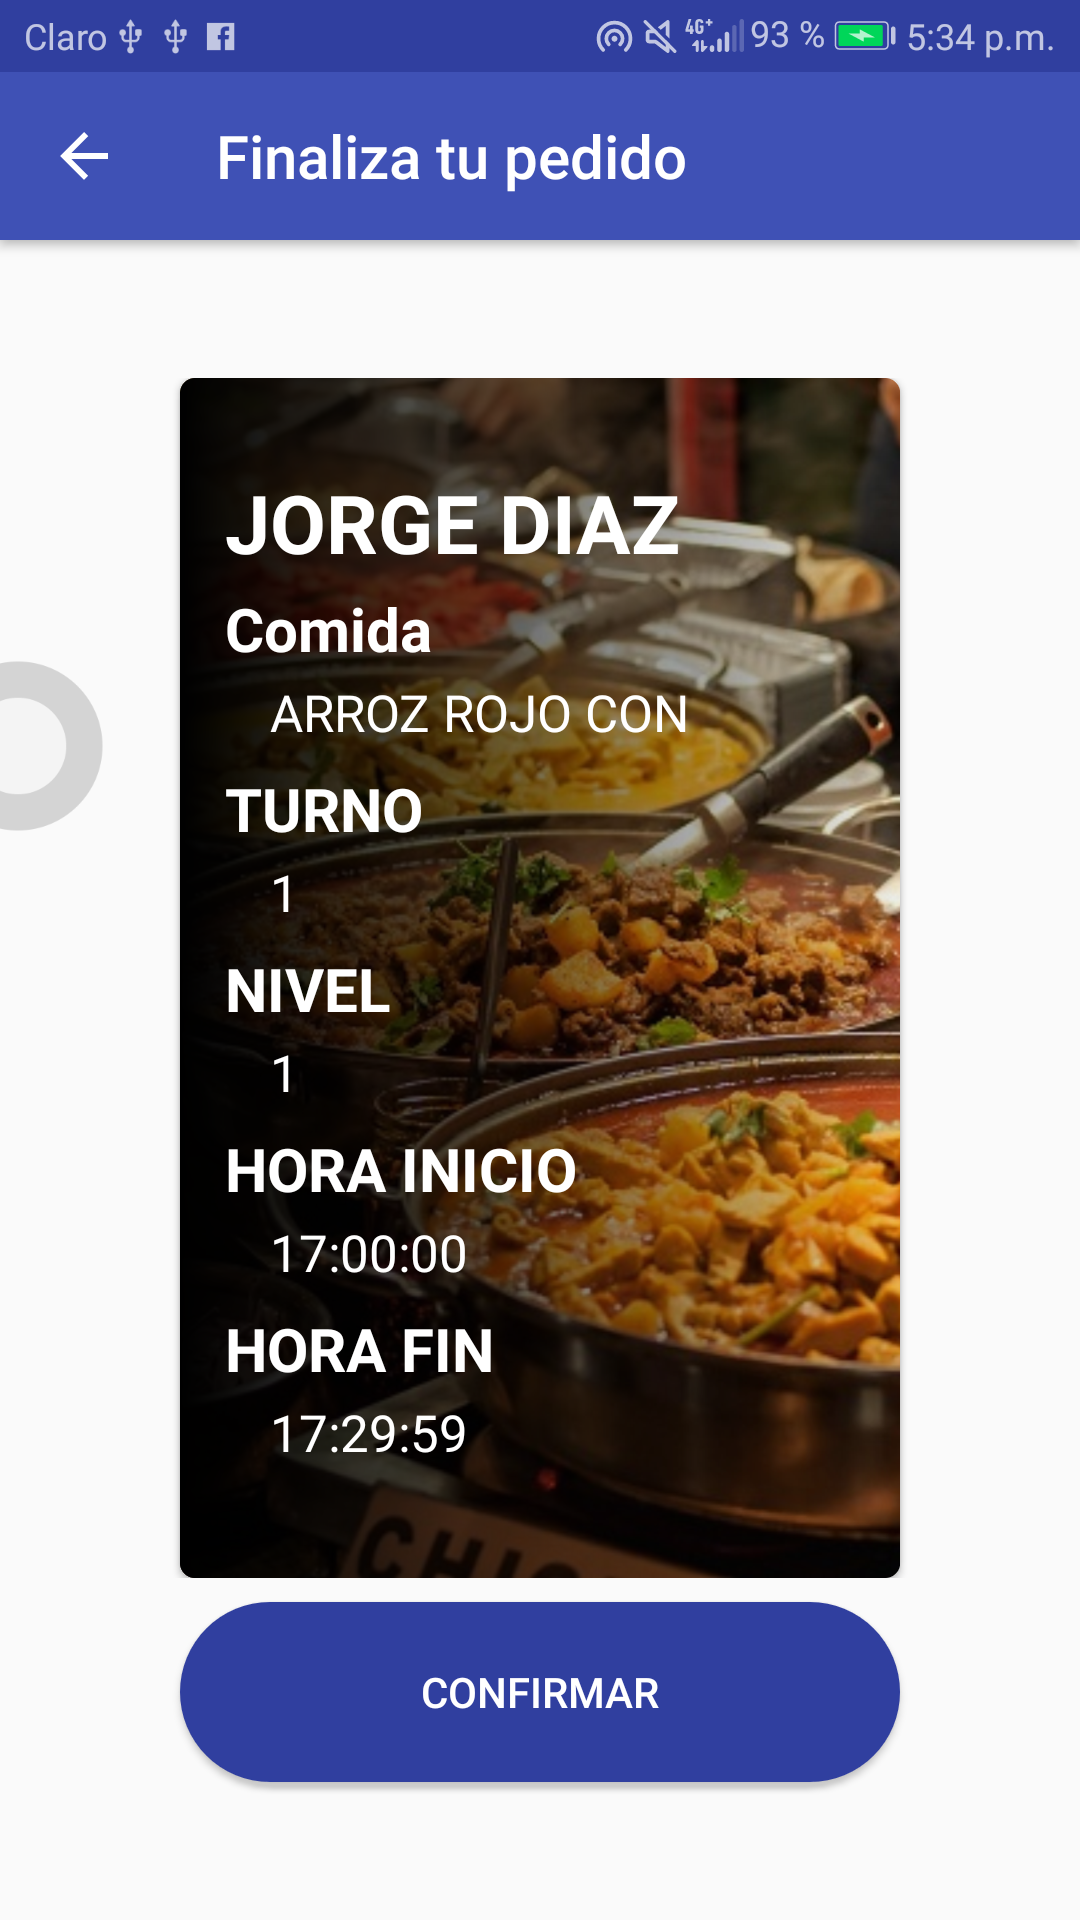 Claro 4G+ 93 % 5:34 p.m.
Finaliza tu pedido
JORGE DIAZ
Comida
ARROZ ROJO CON
TURNO
1
NIVEL
1
HORA INICIO
17:00:00
HORA FIN
17:29:59
CONFIRMAR